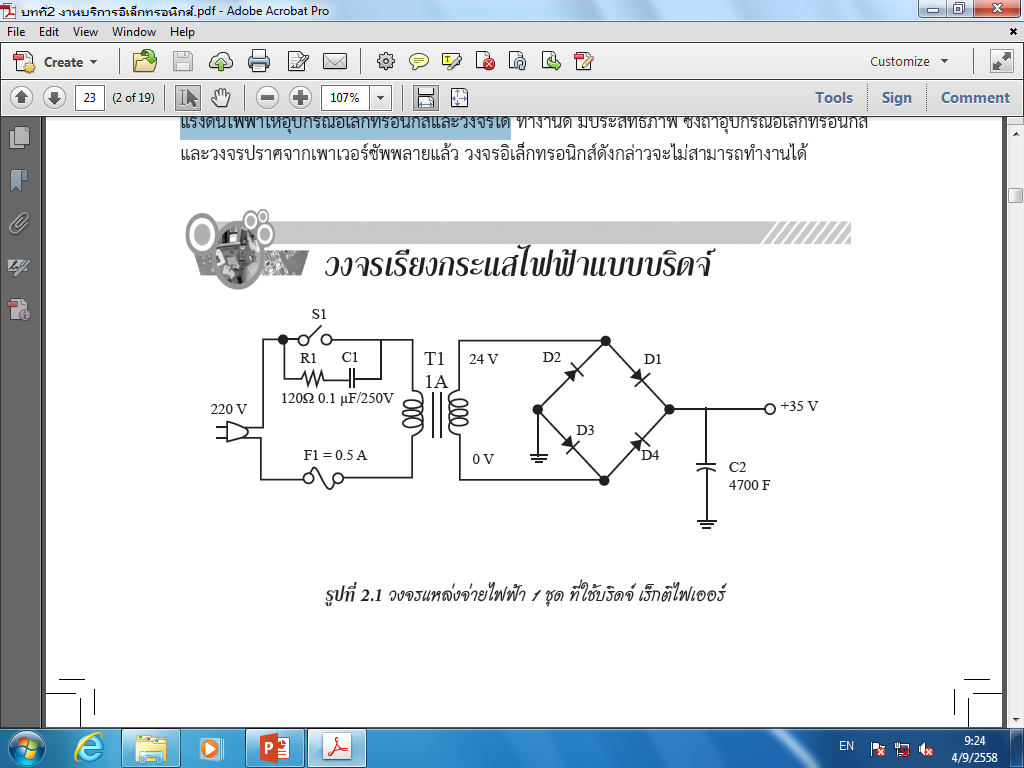 บทที่2 งานบริการอิเล็กทรอนิกส์.pdf - Adobe Acrobat Pro
File Edit View Window Help
Create
Customize
23 (2 of 19) 107% Tools Sign Comment
แรงดันไฟฟ้าให้อุปกรณ์อิเล็กทรอนิกส์และวงจรได้ ทำงานดี มีประสิทธิภาพ ซึ่งถ้าอุปกรณ์อิเล็กทรอนิกส์
และวงจรปราศจากเพาเวอร์ซัพพลายแล้ว วงจรอิเล็กทรอนิกส์ดังกล่าวจะไม่สามารถทำงานได้
วงจรเรียงกระแสไฟฟ้าแบบบริดจ์
S1
R1 C1
120Ω 0.1 µF/250V
T1
1A
24 V
D2
D1
220 V
+35 V
D3
F1 = 0.5 A
0 V
D4
C2
4700 F
รูปที่ 2.1 วงจรแหล่งจ่ายไฟฟ้า 1 ชุด ที่ใช้บริดจ์ เร็กติไฟเออร์
EN
9:24
4/9/2558